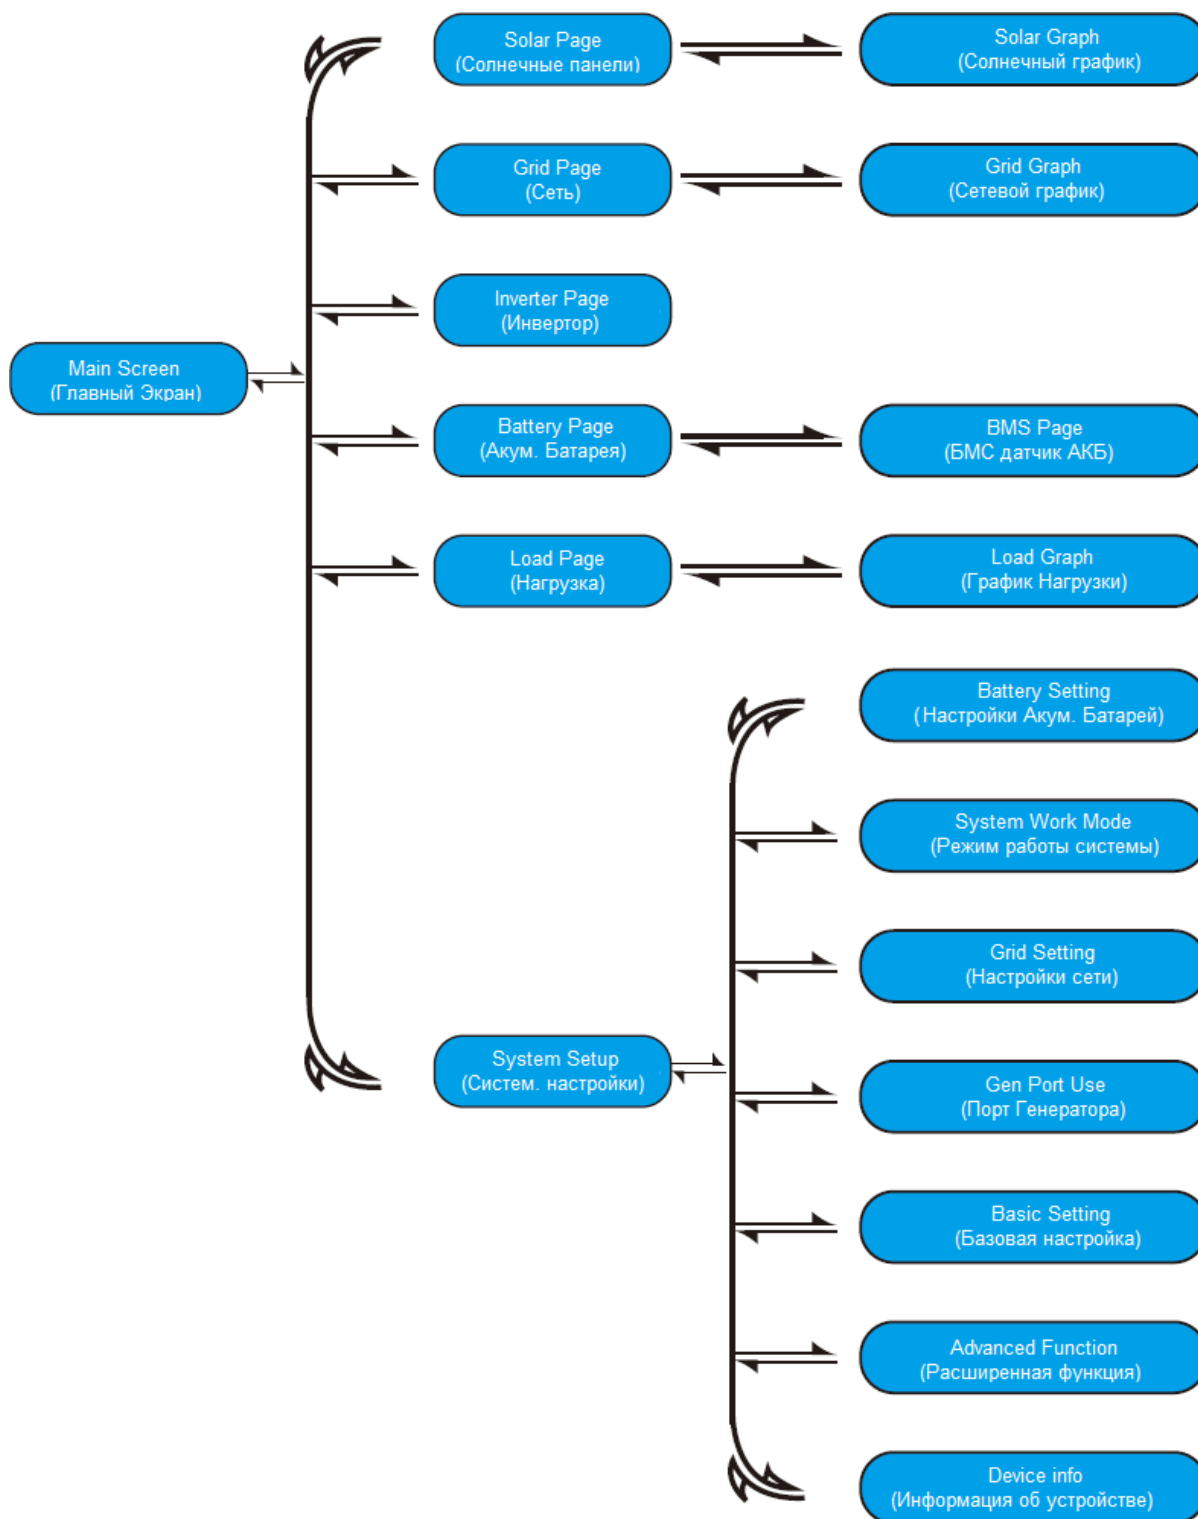 Solar Page
(Солнечные панели)
Solar Graph
(Солнечный график)
Grid Page
(Сеть)
Grid Graph
(Сетевой график)
Inverter Page
(Инвертор)
Main Screen
(Главный Экран)
Battery Page
(Акум. Батарея)
BMS Page
(БМС датчик АКБ)
Load Page
(Нагрузка)
Load Graph
(График Нагрузки)
Battery Setting
(Настройки Акум. Батарей)
System Work Mode
(Режим работы системы)
Grid Setting
(Настройки сети)
System Setup
(Систем. настройки)
Gen Port Use
(Порт Генератора)
Basic Setting
(Базовая настройка)
Advanced Function
(Расширенная функция)
Device info
(Информация об устройстве)